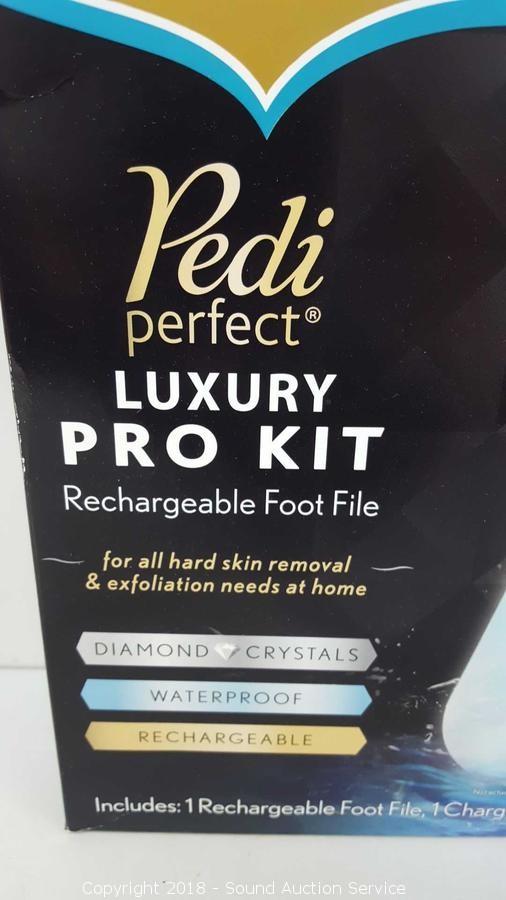 Pedi
perfect®
LUXURY
PRO KIT
Rechargeable Foot File
for all hard skin removal
& exfoliation needs at home
DIAMOND CRYSTALS
WATERPROOF
RECHARGEABLE
Includes: 1 Rechargeable Foot File, 1 Charg
Copyright 2018 - Sound Auction Service